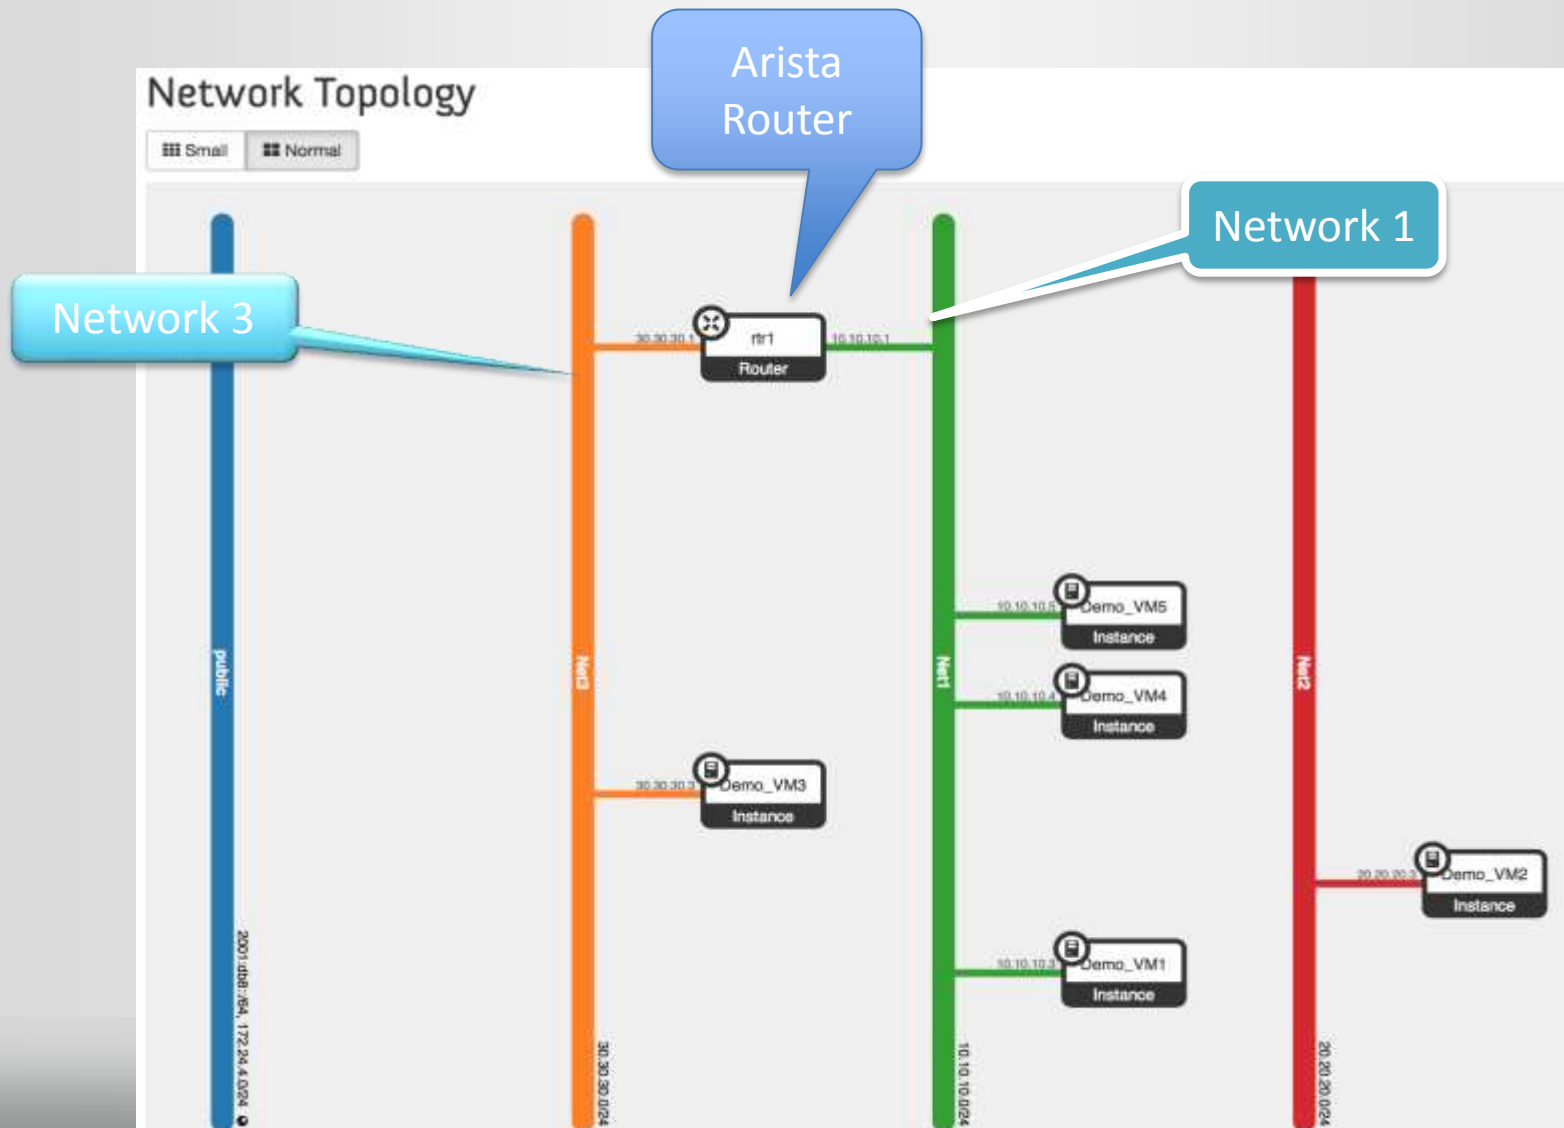 Arista
Router
Network Topology
Small
Normal
Network 1
Network 3
30.30.30.1
rtr1
Router
10.10.10.1
10.10.10.5
Demo_VM5
Instance
public
Net3
Net1
Net2
10.10.10.4
Demo_VM4
Instance
30.30.30.3
Demo_VM3
Instance
20.20.20.3
Demo_VM2
Instance
10.10.10.3
Demo_VM1
Instance
2001:db8::/64, 172.24.4.0/24
30.30.30.0/24
10.10.10.0/24
20.20.20.0/24